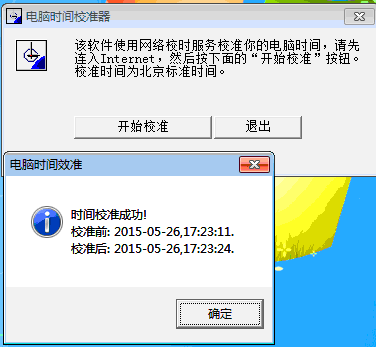 电脑时间校准器
该软件使用网络校时服务校准你的电脑时间，请先
连入Internet，然后按下面的“开始校准”按钮。
校准时间为北京标准时间。
开始校准
退出
电脑时间效准
时间校准成功!
校准前: 2015-05-26,17:23:11.
校准后: 2015-05-26,17:23:24.
确定